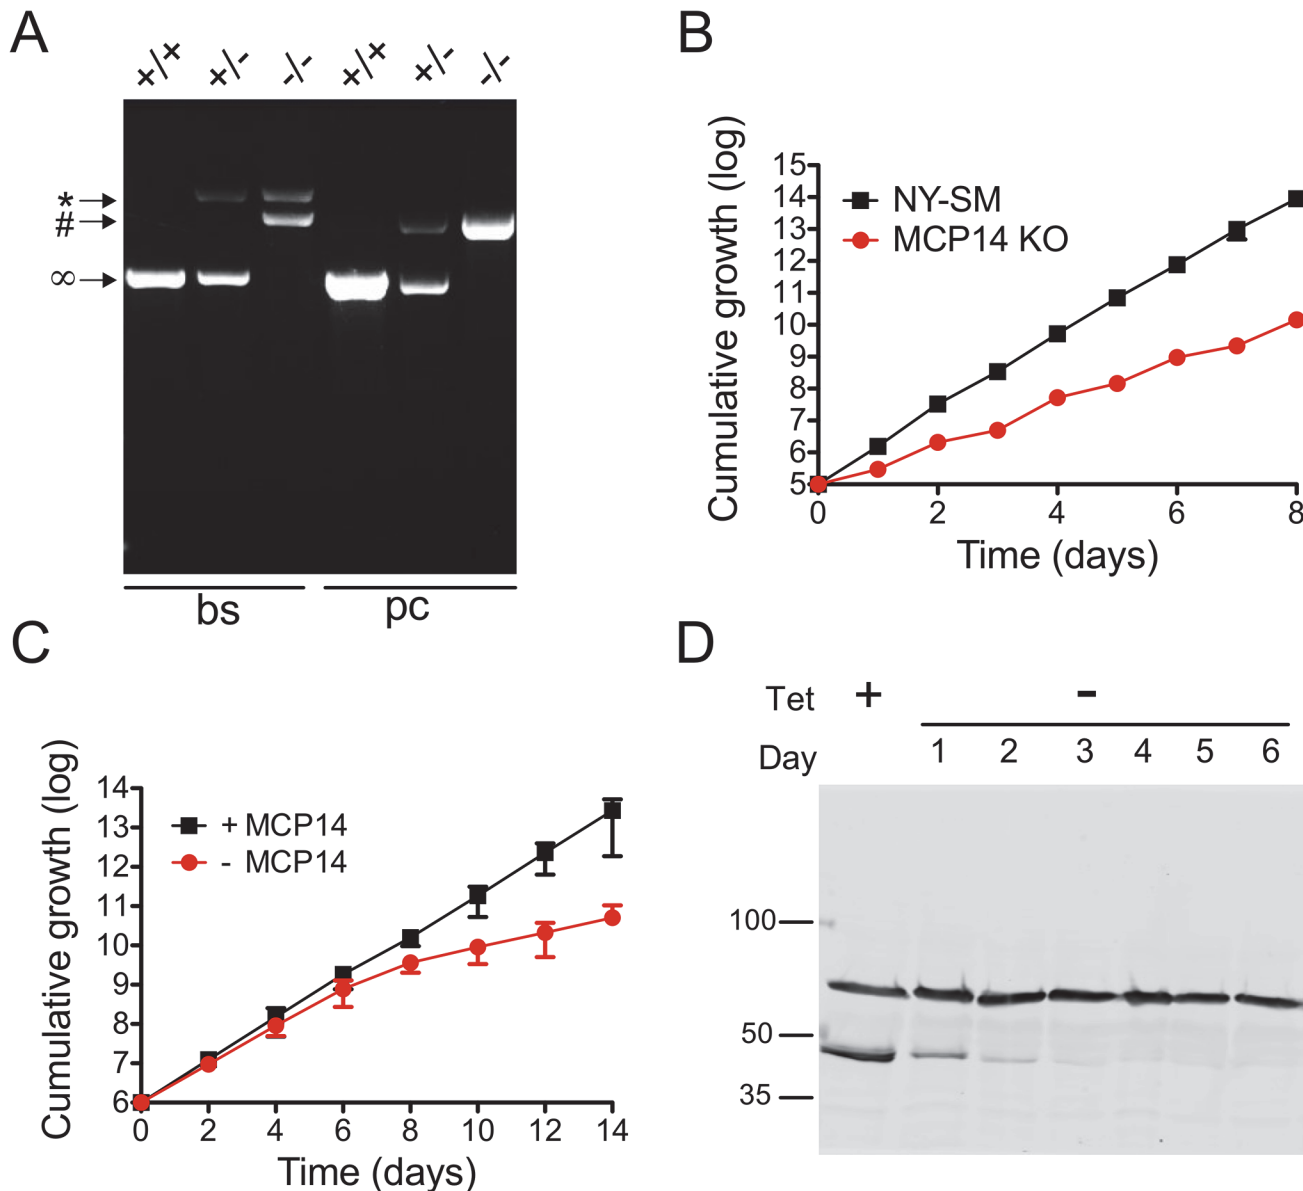 A
+/+ +/- -/- +/+ +/- -/-
*
#
∞
bs pc
B
Cumulative growth (log)
15
14
13
12
11
10
9
8
7
6
5
NY-SM
MCP14 KO
0 2 4 6 8
Time (days)
C
Cumulative growth (log)
14
13
12
11
10
9
8
7
6
+ MCP14
- MCP14
0 2 4 6 8 10 12 14
Time (days)
D
Tet + -
Day 1 2 3 4 5 6
100
50
35